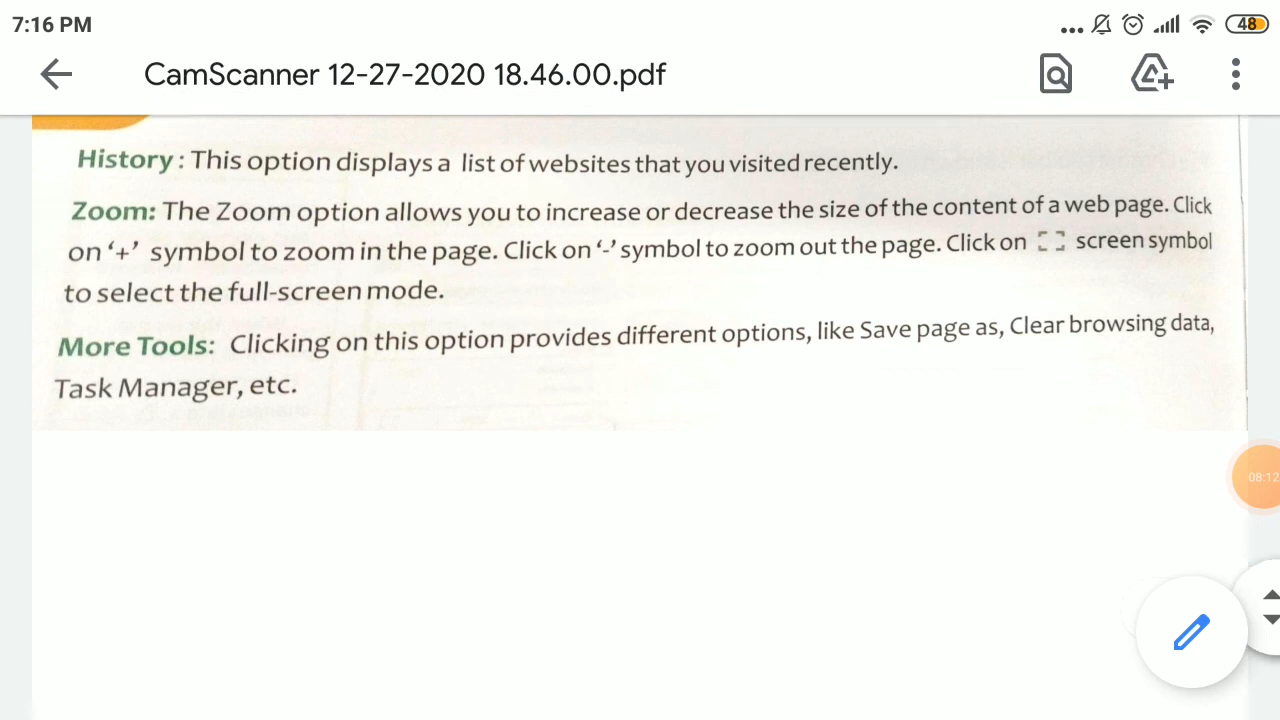 7:16 PM
48
CamScanner 12-27-2020 18.46.00.pdf
History : This option displays a list of websites that you visited recently.
Zoom: The Zoom option allows you to increase or decrease the size of the content of a web page. Click
on ‘+’ symbol to zoom in the page. Click on ‘-’ symbol to zoom out the page. Click on screen symbol
to select the full-screen mode.
More Tools: Clicking on this option provides different options, like Save page as, Clear browsing data,
Task Manager, etc.
08:12